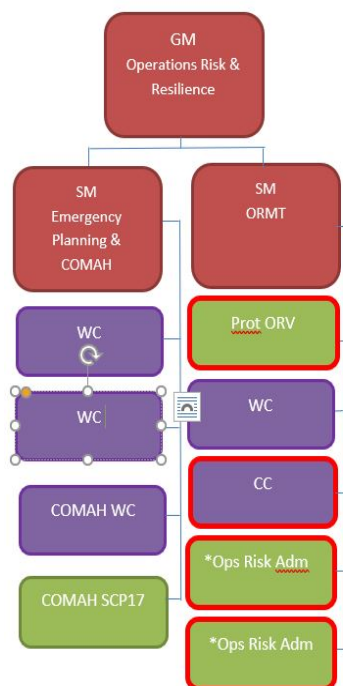 GM
Operations Risk &
Resilience
SM
Emergency
Planning &
COMAH
SM
ORMT
WC
WC
COMAH WC
COMAH SCP17
Prot ORV
WC
CC
*Ops Risk Adm
*Ops Risk Adm